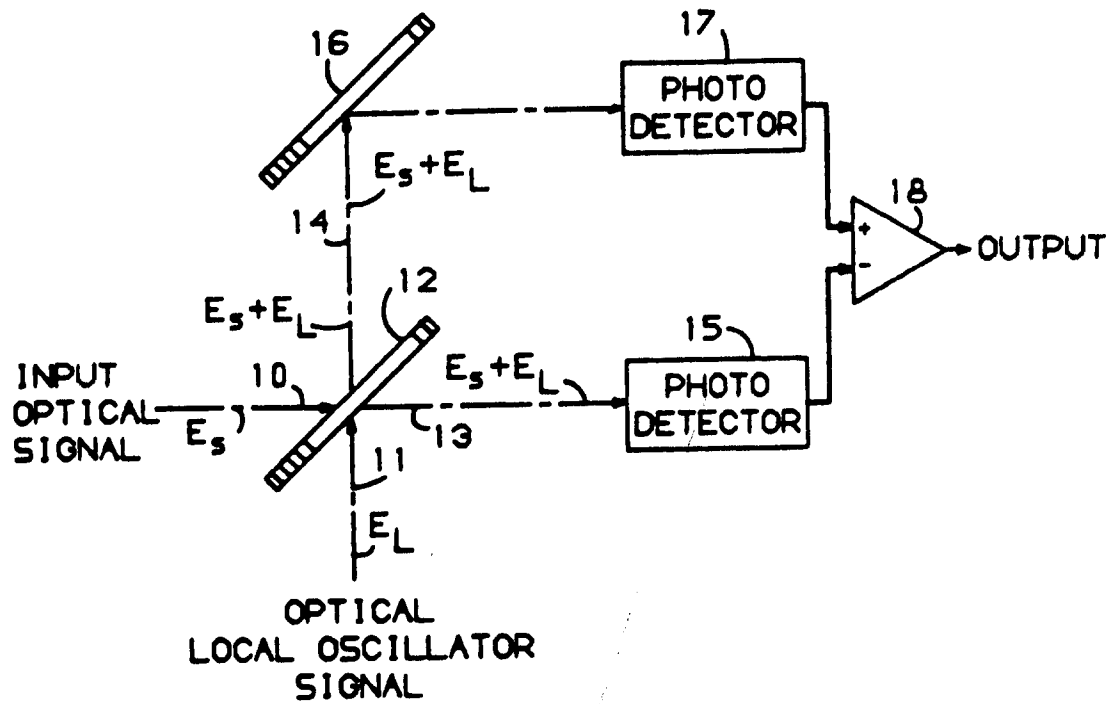 16
17
PHOTO
DETECTOR
Es+EL
14
18
+
-
OUTPUT
12
Es+EL
15
PHOTO
DETECTOR
Es+EL
INPUT
OPTICAL
SIGNAL
10
Es
13
11
EL
OPTICAL
LOCAL OSCILLATOR
SIGNAL